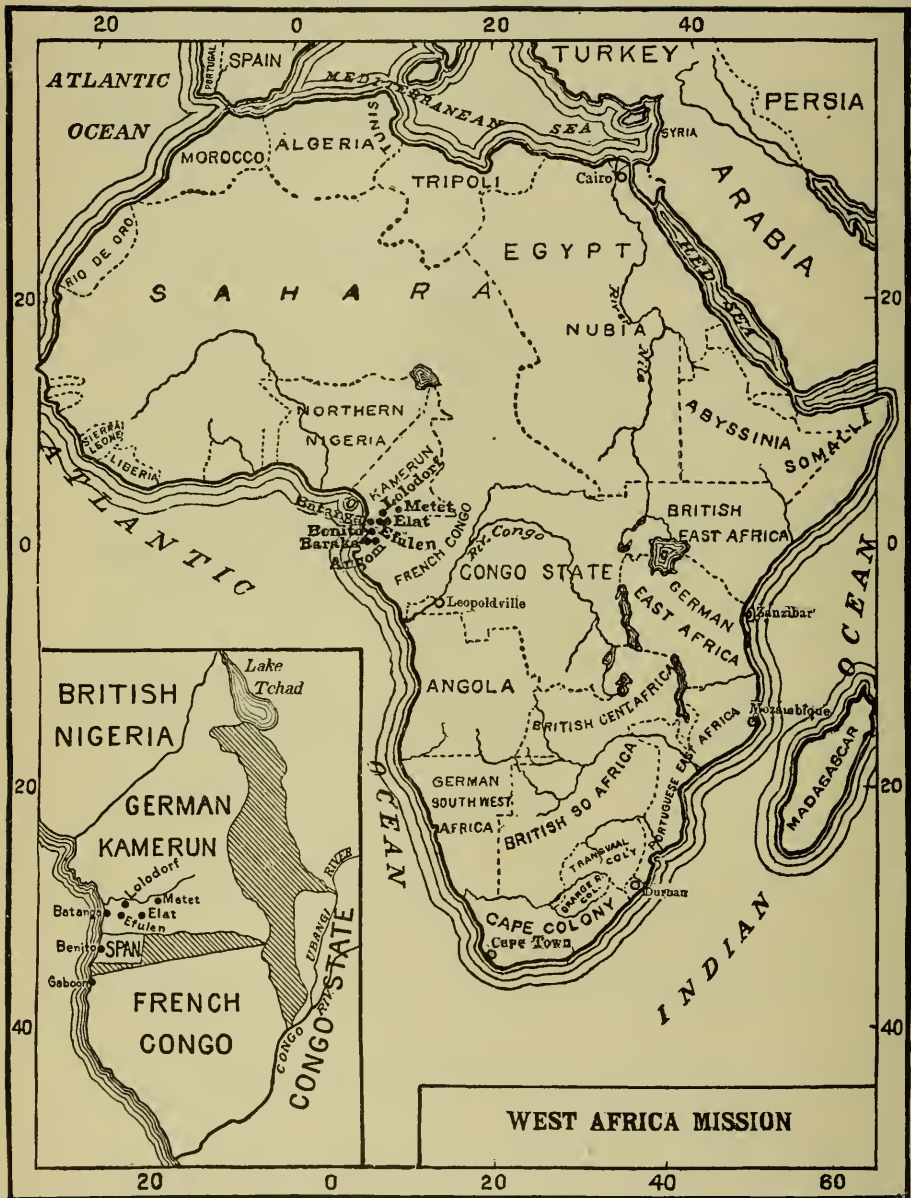 20 0 20 40
ATLANTIC OCEAN
PORTUGAL
SPAIN
TURKEY
PERSIA
MEDITERRANEAN SEA
SYRIA
MOROCCO
ALGERIA
TUNIS
TRIPOLI
Cairo
ARABIA
RED SEA
RIO DE ORO
EGYPT
20 SAHARA 20
River Nile
NUBIA
NORTHERN NIGERIA
ABYSSINIA
SOMALI
SIERRA LEONE
LIBERIA
KAMERUN
Lolodorg
Metet
Batanga
Elat
Benito
Efulen
Baraka
FRENCH CONGO
BRITISH EAST AFRICA
0 0
ATLANTIC OCEAN
Riv. Congo
CONGO STATE
Leopoldville
GERMAN EAST AFRICA
Zanzibar
ANGOLA
BRITISH CENT.AFRICA
Mozambique
PORTUGUESE EAST AFRICA
MADAGASCAR
20 20
GERMAN SOUTH WEST AFRICA
BRITISH SO AFRICA
TRANSVAAL COLY
ORANGE R. COL.
Durban
CAPE COLONY
Cape Town
INDIAN OCEAN
40 40
BRITISH NIGERIA
Lake Tchad
GERMAN KAMERUN
Lolodorf
Metet
Batanga
Elat
Efulen
Benito
SPAN
Gaboon
UBANGI RIVER
FRENCH CONGO
CONGO RIV.
CONGO STATE
WEST AFRICA MISSION
20 0 20 40 60